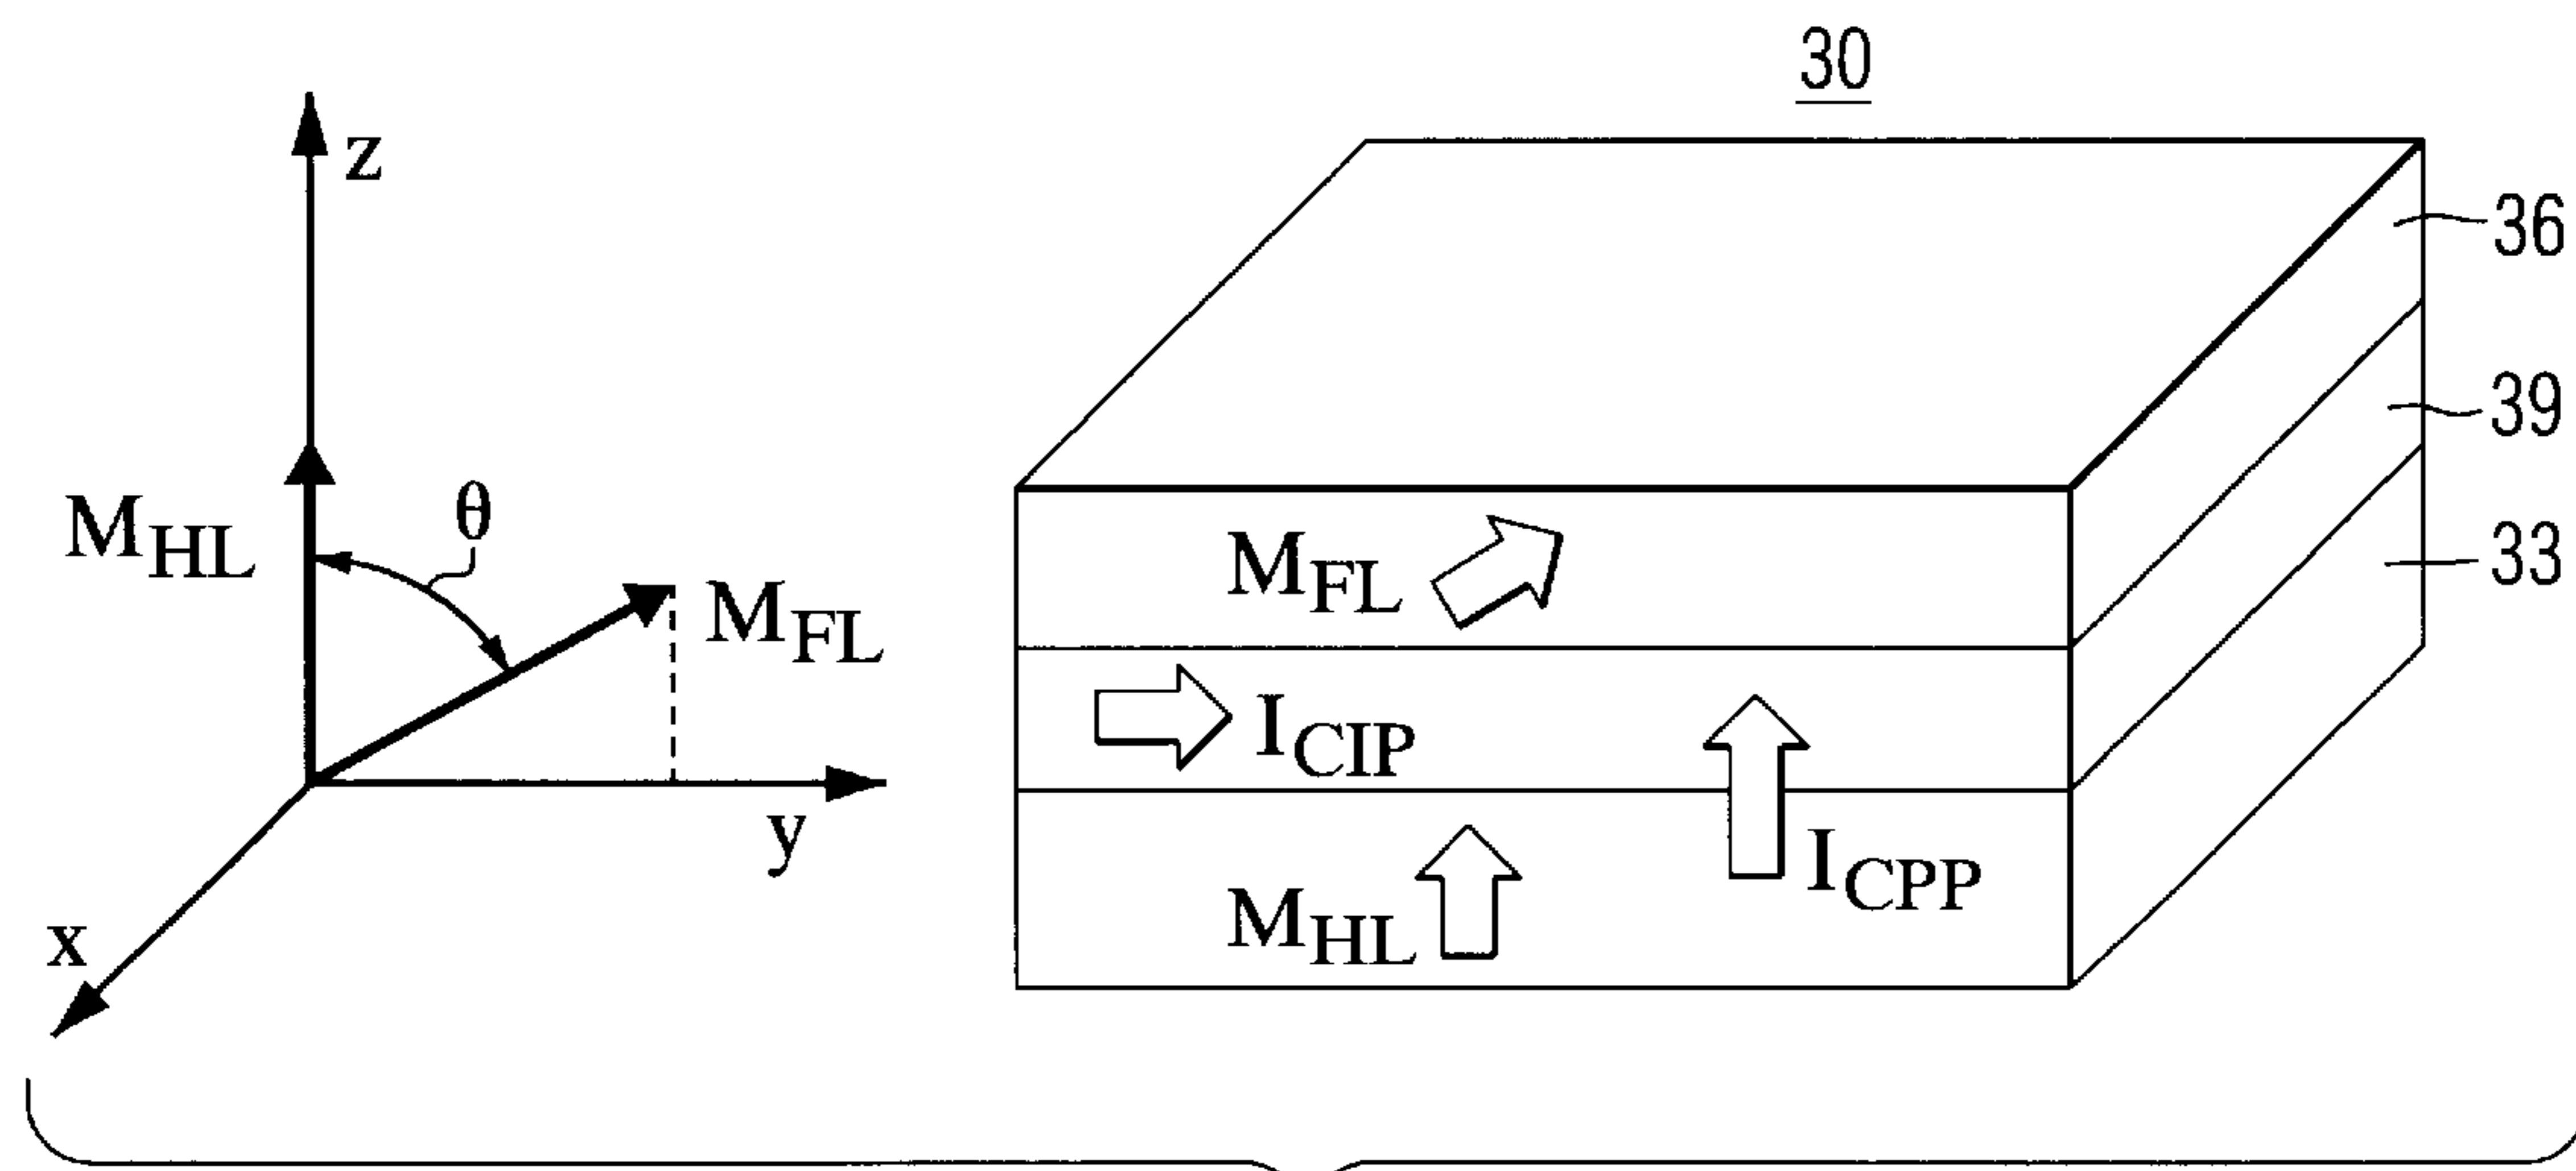 30
z
36
39
M_HL
θ
M_FL
33
M_FL
I_CIP
y
I_CPP
M_HL
x